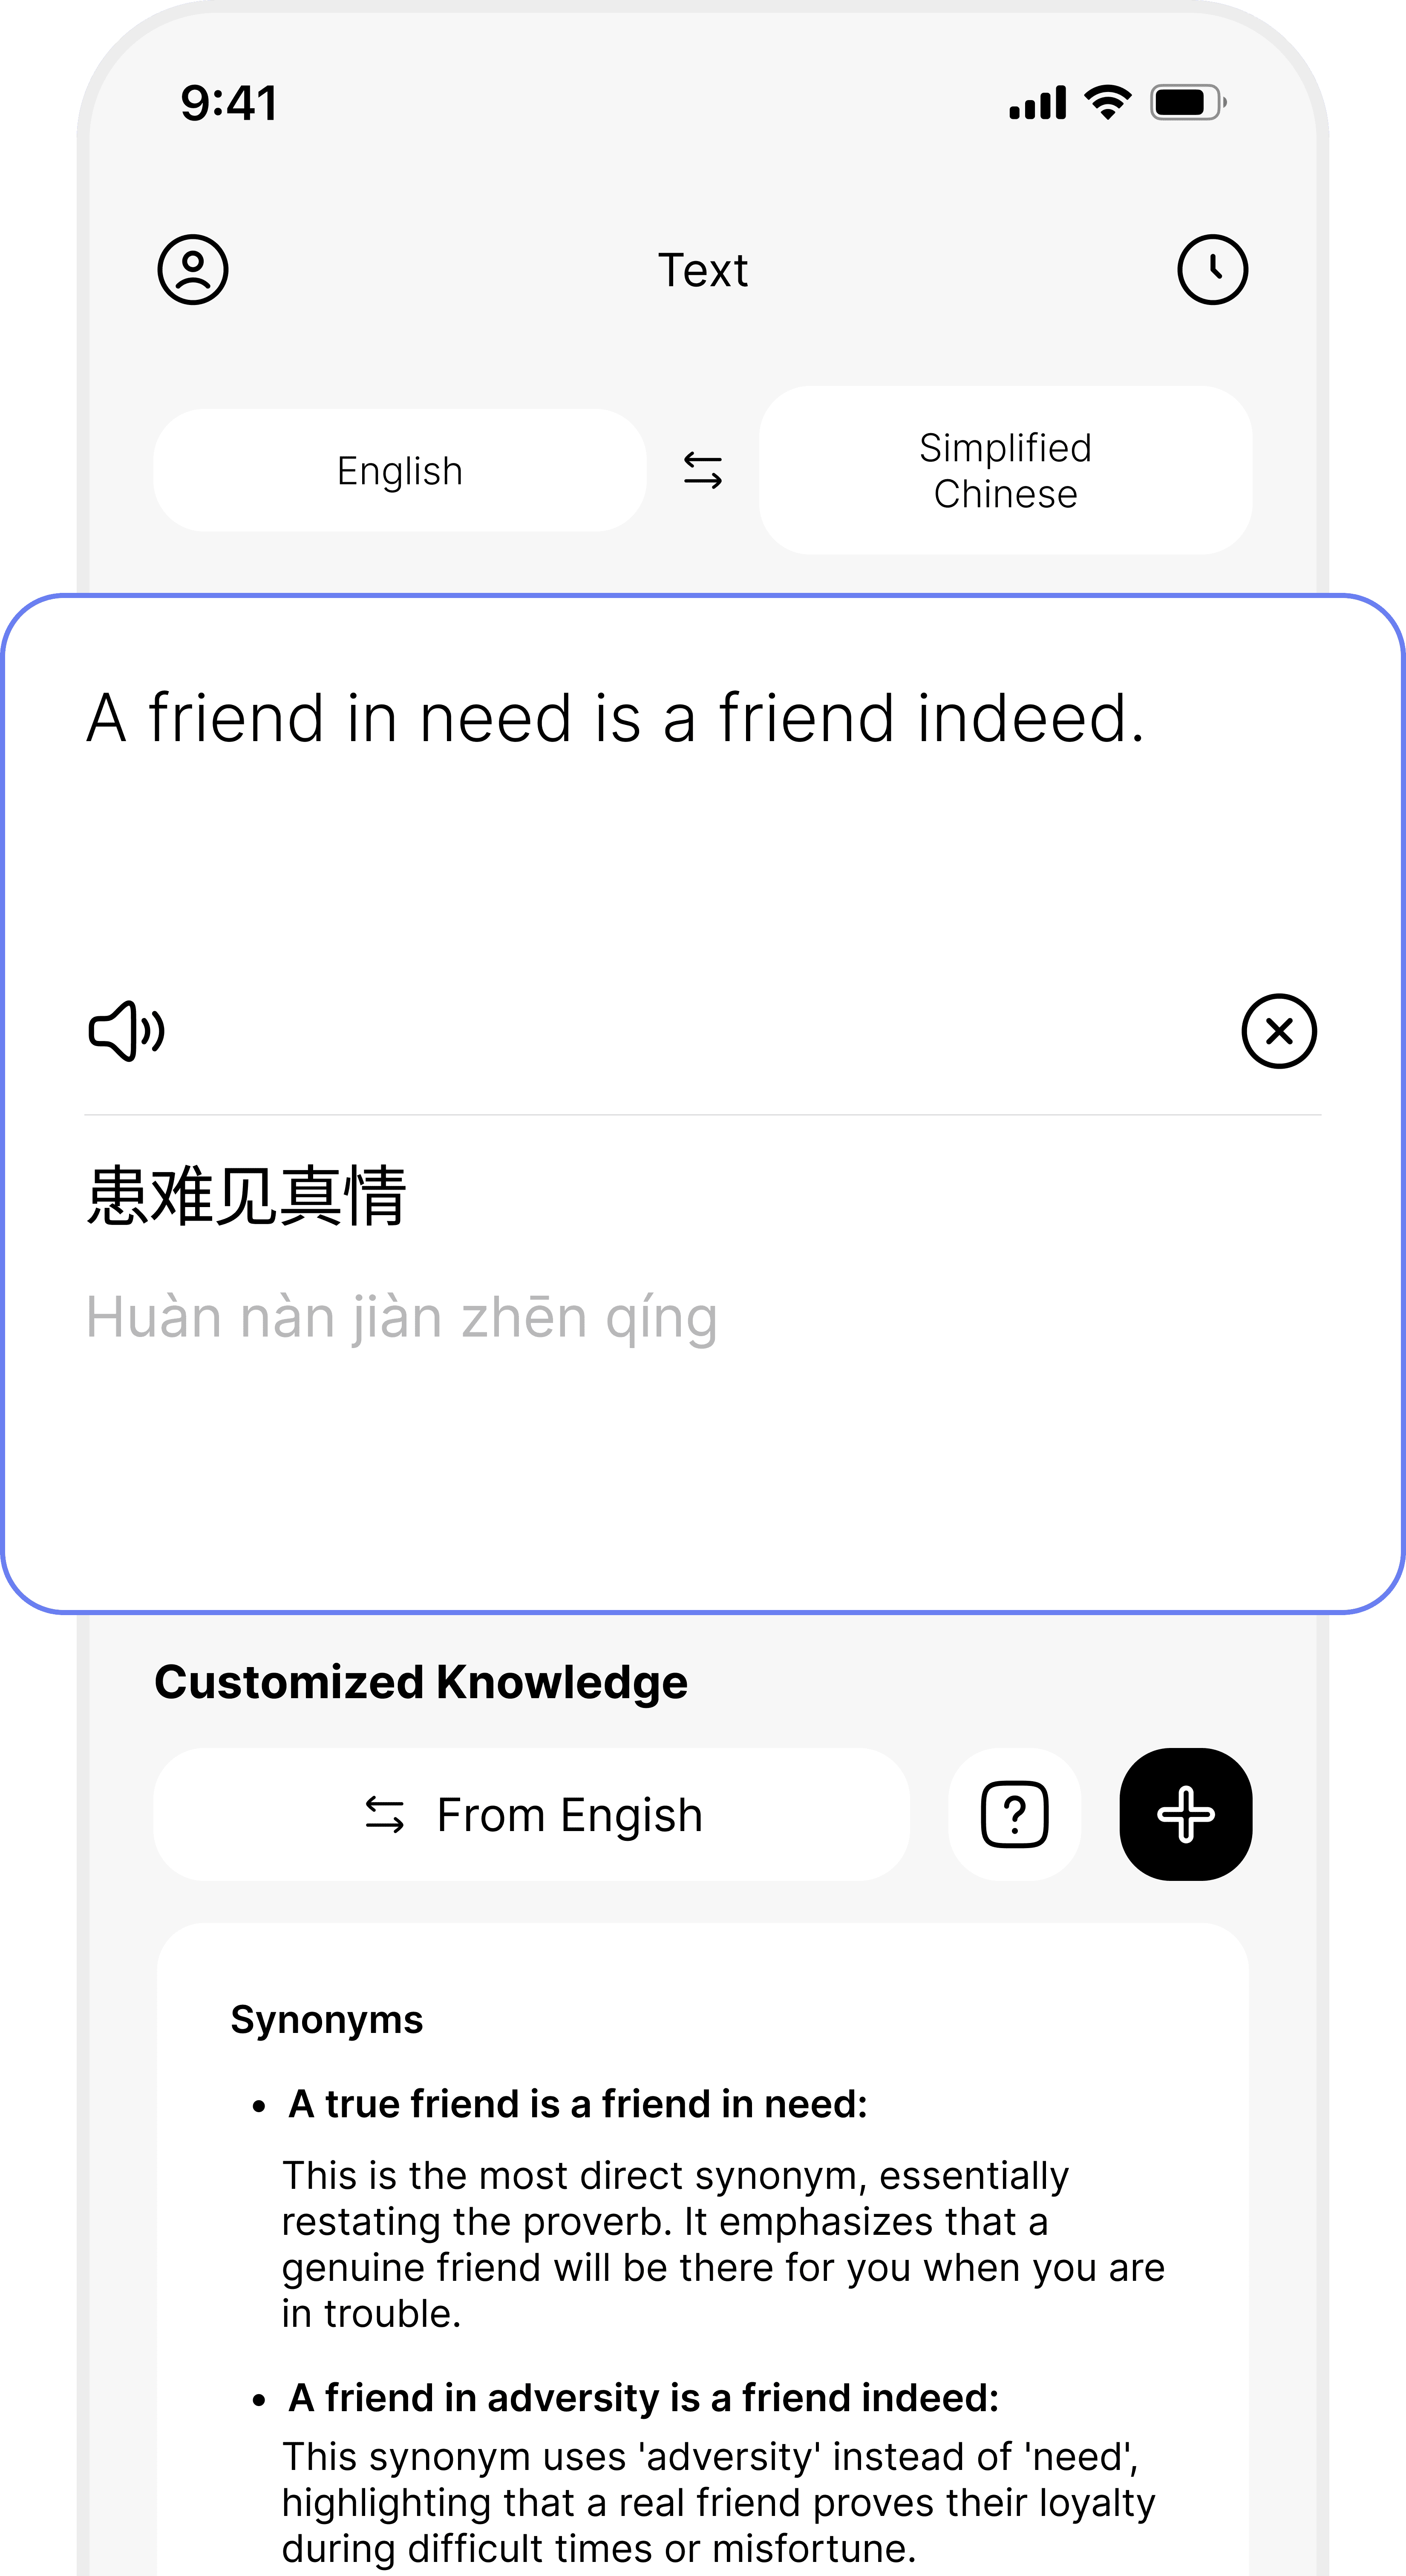 9:41
Text
English
Simplified
Chinese
A friend in need is a friend indeed.
患难见真情
Huàn nàn jiàn zhēn qíng
Customized Knowledge
From Engish
Synonyms
• A true friend is a friend in need:
This is the most direct synonym, essentially
restating the proverb. It emphasizes that a
genuine friend will be there for you when you are
in trouble.
• A friend in adversity is a friend indeed:
This synonym uses 'adversity' instead of 'need',
highlighting that a real friend proves their loyalty
during difficult times or misfortune.